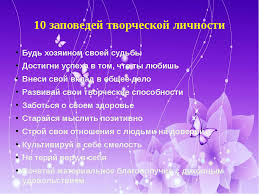 10 заповедей творческой личности
Будь хозяином своей судьбы
Достигни успеха в том, что ты любишь
Внеси свой вклад в общее дело
Развивай свои творческие способности
Заботься о своем здоровье
Старайся мыслить позитивно
Строй свои отношения с людьми на доверии
Культивируй в себе смелость
Не теряй веру в себя
Сочетай материальное благополучие с духовным
удовольствием